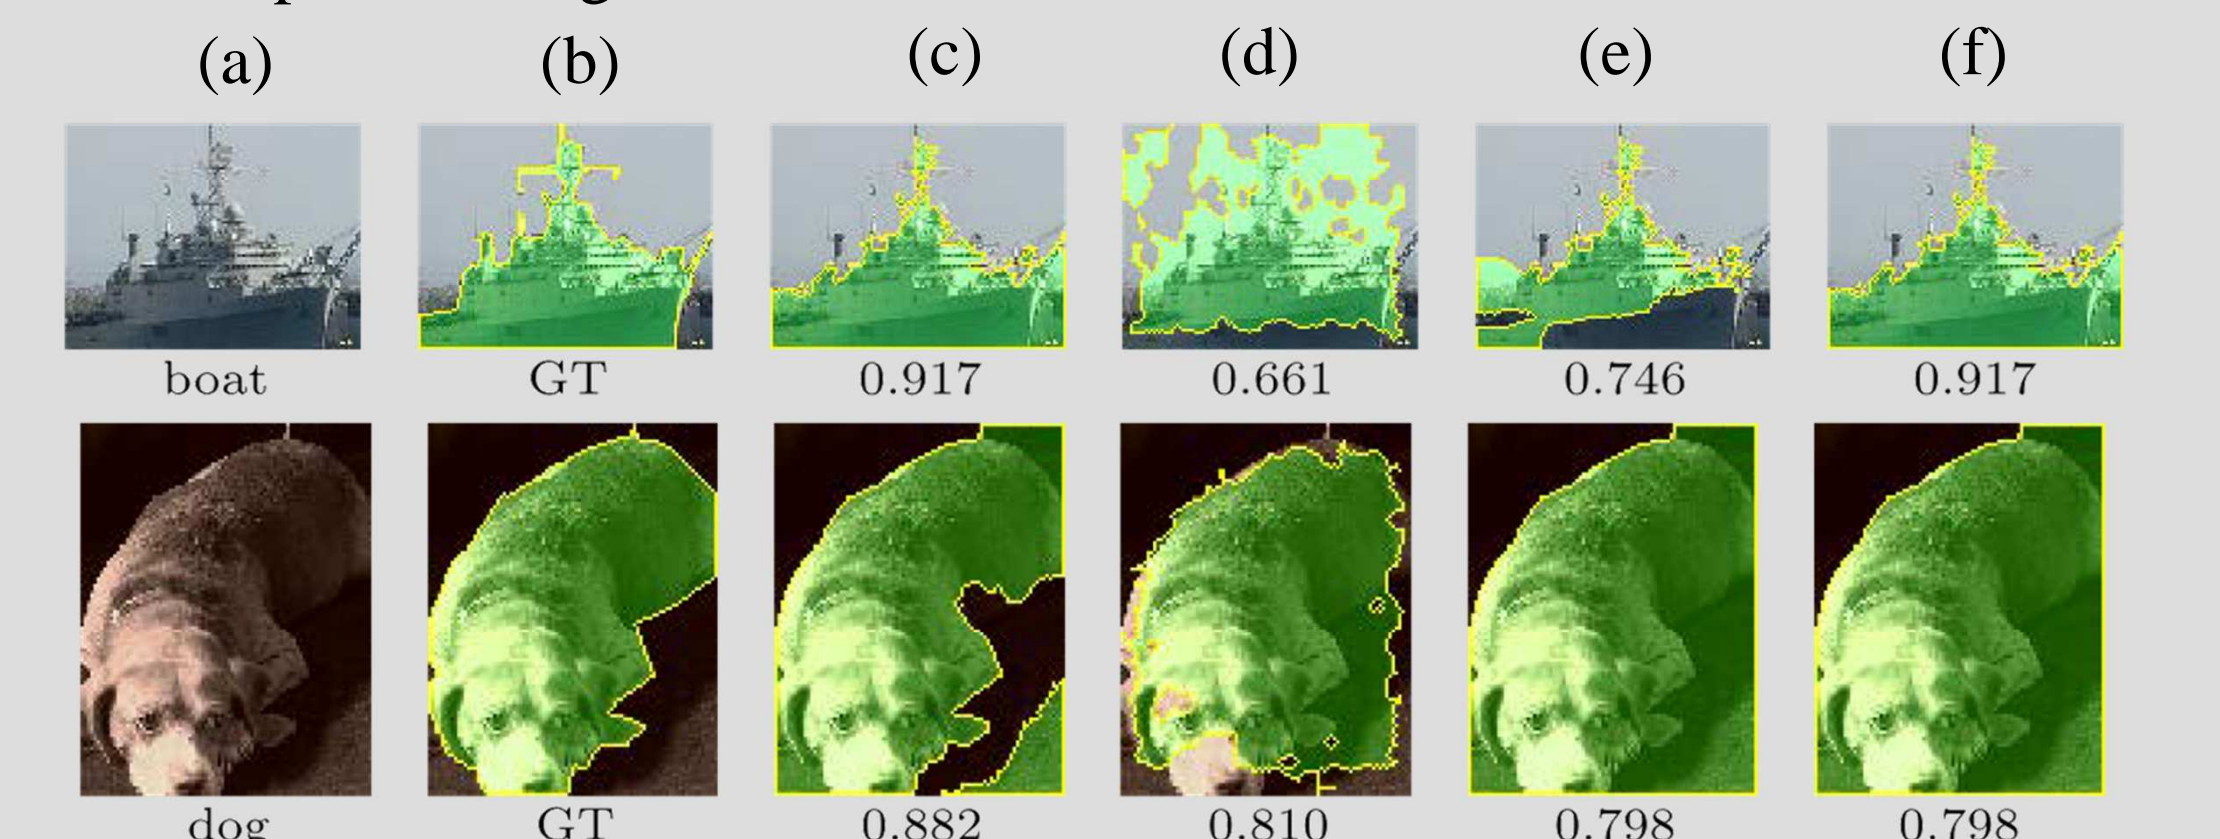 (a) (b) (c) (d) (e) (f)
boat GT 0.917 0.661 0.746 0.917
dog GT 0.882 0.810 0.798 0.798